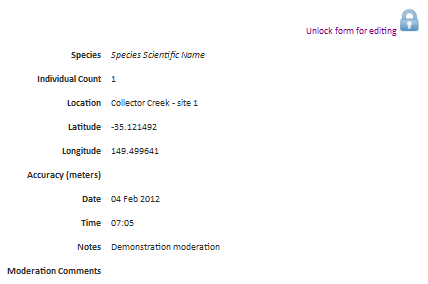 Unlock form for editing
Species Species Scientific Name
Individual Count 1
Location Collector Creek - site 1
Latitude -35.121492
Longitude 149.499641
Accuracy (meters)
Date 04 Feb 2012
Time 07:05
Notes Demonstration moderation
Moderation Comments